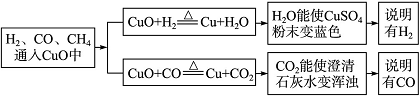 H₂、CO、CH₄
通入CuO中
CuO+H₂ =△= Cu+H₂O
H₂O能使CuSO₄
粉末变蓝色
说明
有H₂
CuO+CO =△= Cu+CO₂
CO₂能使澄清
石灰水变浑浊
说明
有CO